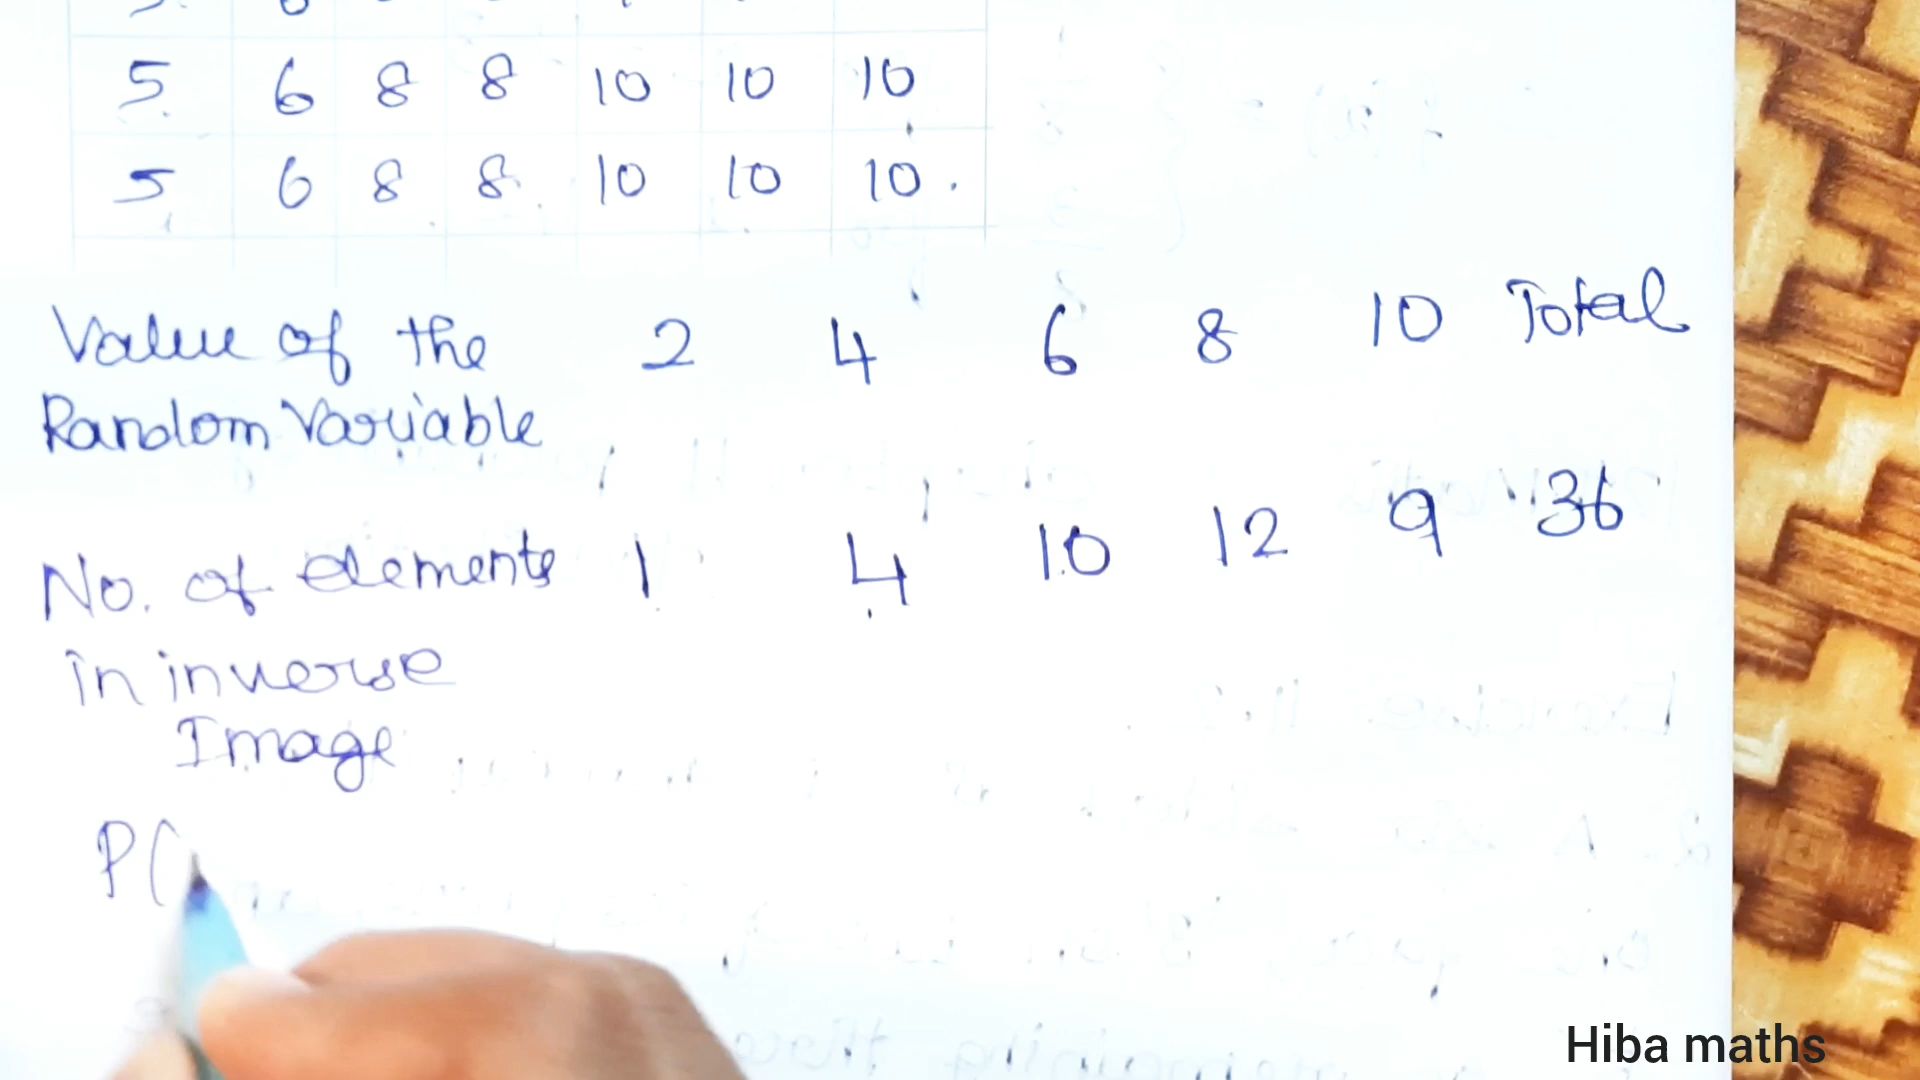 5 6 8 8 10 10 10
5 6 8 8 10 10 10.
Value of the 2 4 6 8 10 Total
Random Variable
No. of elements 1 4 10 12 9 36
in inverse
Image
P(
Hiba maths